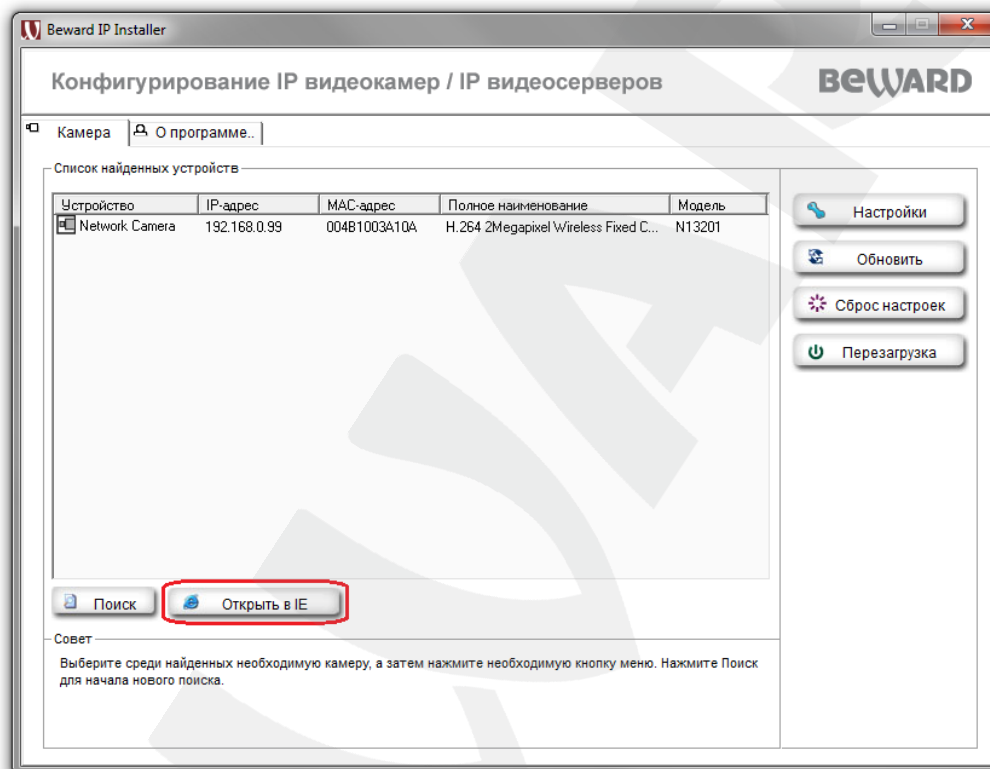 Beward IP Installer
Конфигурирование IP видеокамер / IP видеосерверов
BEWARD
Камера
О программе..
Список найденных устройств
Устройство IP-адрес MAC-адрес Полное наименование Модель
Network Camera 192.168.0.99 004B1003A10A H.264 2Megapixel Wireless Fixed C... N13201
Настройки
Обновить
Сброс настроек
Перезагрузка
Поиск
Открыть в IE
Совет
Выберите среди найденных необходимую камеру, а затем нажмите необходимую кнопку меню. Нажмите Поиск
для начала нового поиска.